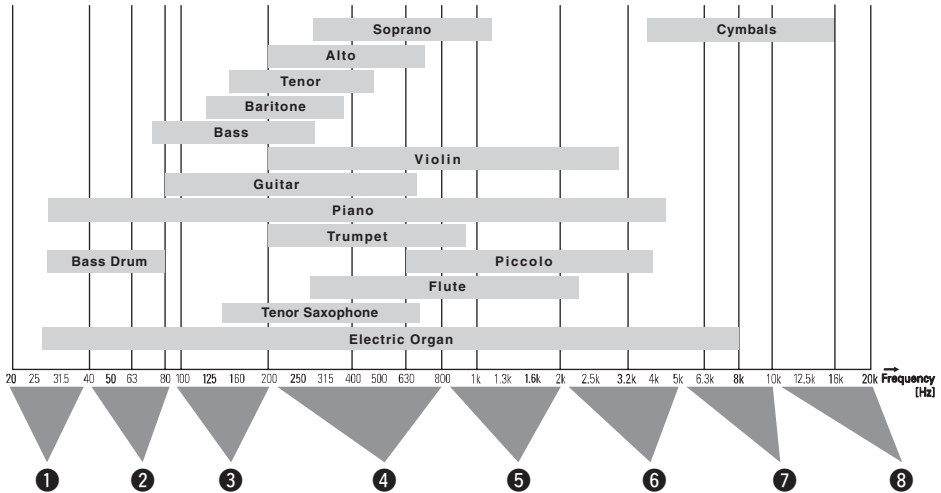 Soprano Cymbals
Alto
Tenor
Baritone
Bass
Violin
Guitar
Piano
Trumpet
Bass Drum Piccolo
Flute
Tenor Saxophone
Electric Organ
20 25 31.5 40 50 63 80 100 125 160 200 250 315 400 500 630 800 1k 1.3k 1.6k 2k 2.5k 3.2k 4k 5k 6.3k 8k 10k 12.5k 16k 20k Frequency
[Hz]
❶ ❷ ❸ ❹ ❺ ❻ ❼ ❽